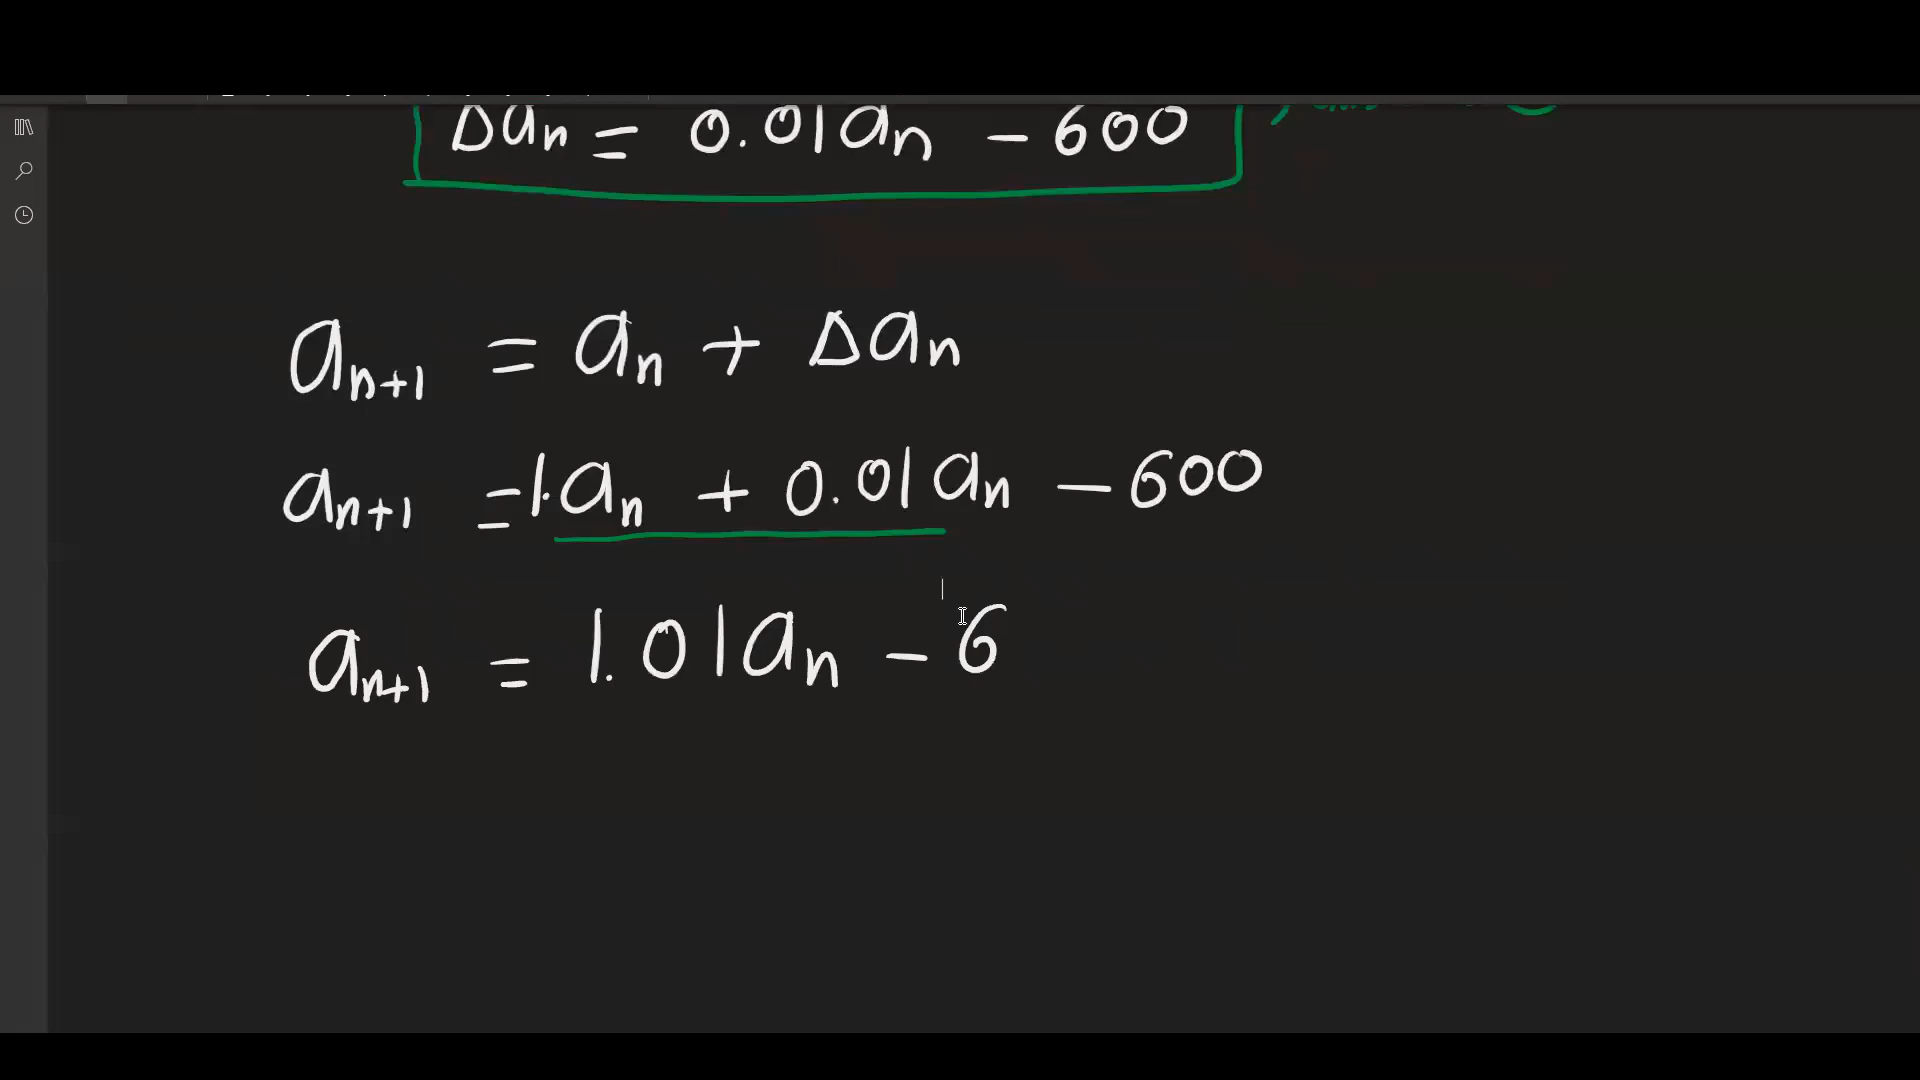 Δaₙ = 0.01aₙ - 600
aₙ₊₁ = aₙ + Δaₙ
aₙ₊₁ = 1.aₙ + 0.01aₙ - 600
aₙ₊₁ = 1.01aₙ - 6